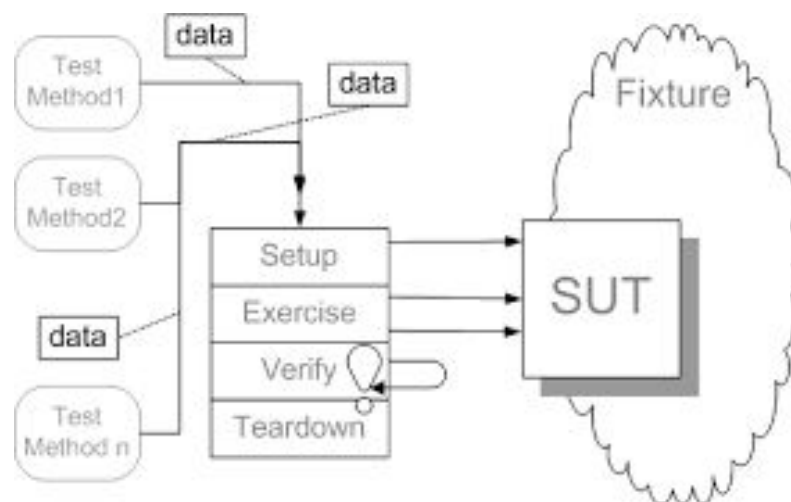 data
Test
Method1
data
Fixture
Test
Method2
Setup
SUT
Exercise
data
Verify
Test
Method n
Teardown